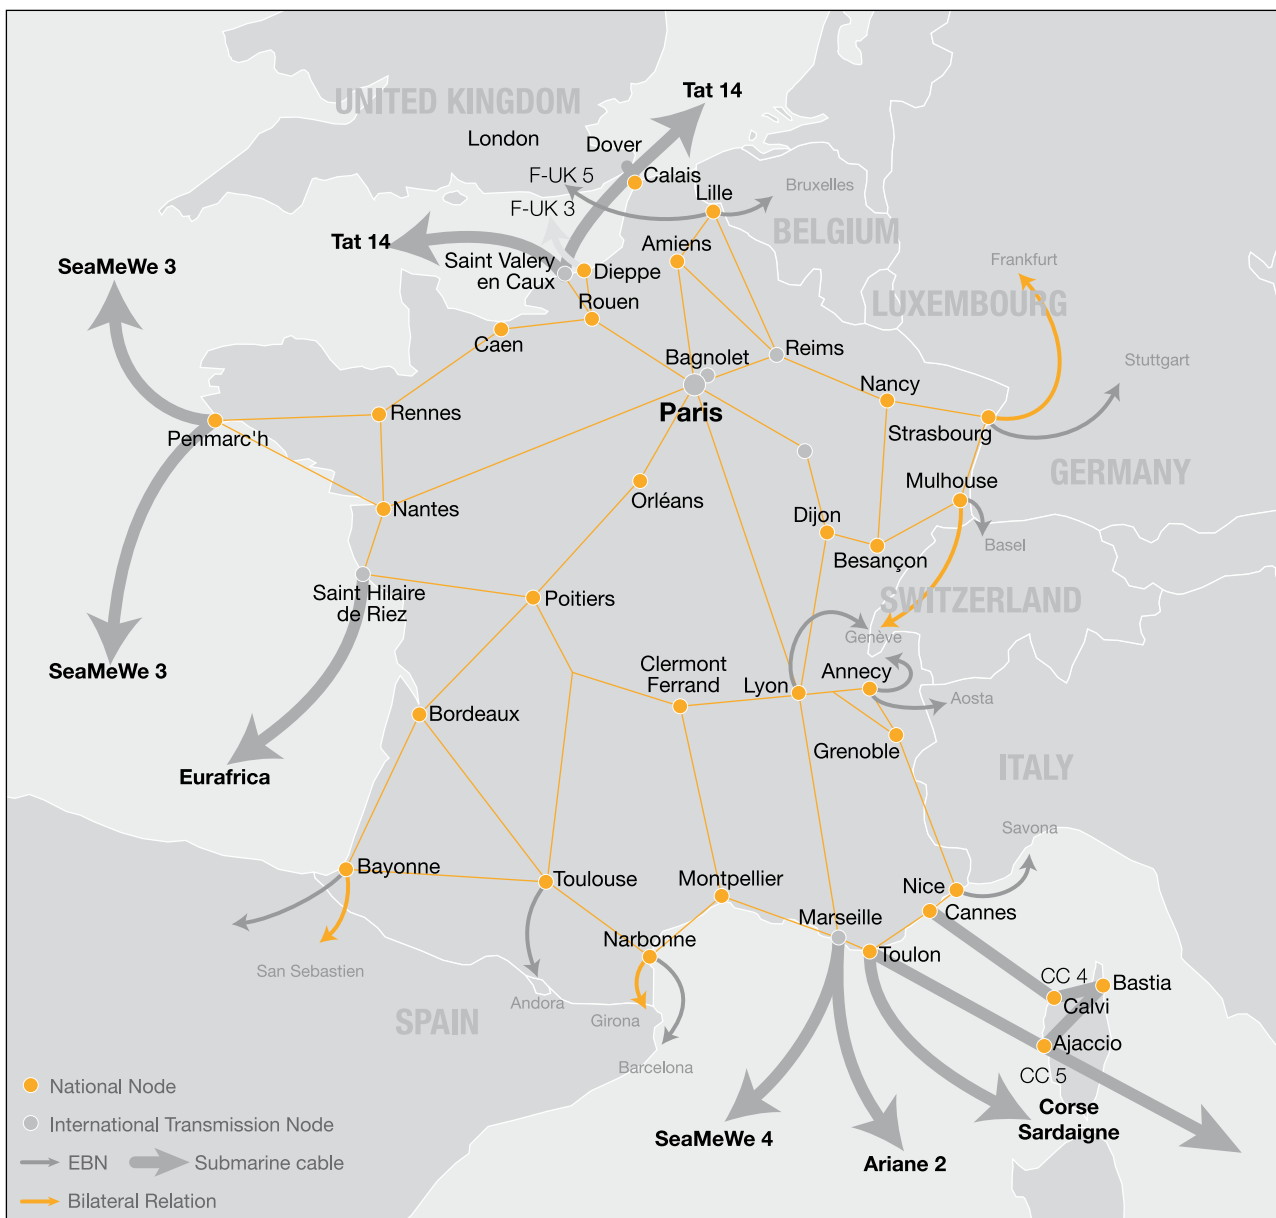 Tat 14
UNITED KINGDOM
London
Dover
F-UK 5
Calais
Bruxelles
Lille
F-UK 3
BELGIUM
Tat 14
Amiens
SeaMeWe 3
Saint Valery
en Caux
Dieppe
Frankfurt
LUXEMBOURG
Rouen
Caen
Bagnolet
Reims
Stuttgart
Nancy
Paris
Rennes
Strasbourg
Penmarc'h
GERMANY
Mulhouse
Orléans
Nantes
Dijon
Basel
Besançon
Saint Hilaire
de Riez
Poitiers
SWITZERLAND
Genève
SeaMeWe 3
Clermont
Ferrand
Lyon
Annecy
Aosta
Bordeaux
Grenoble
Eurafrica
ITALY
Savona
Bayonne
Toulouse
Montpellier
Nice
Cannes
Marseille
Narbonne
Toulon
San Sebastien
CC 4
Bastia
Andora
Calvi
Girona
SPAIN
Ajaccio
Barcelona
CC 5
National Node
Corse
Sardaigne
International Transmission Node
SeaMeWe 4
EBN
Submarine cable
Ariane 2
Bilateral Relation